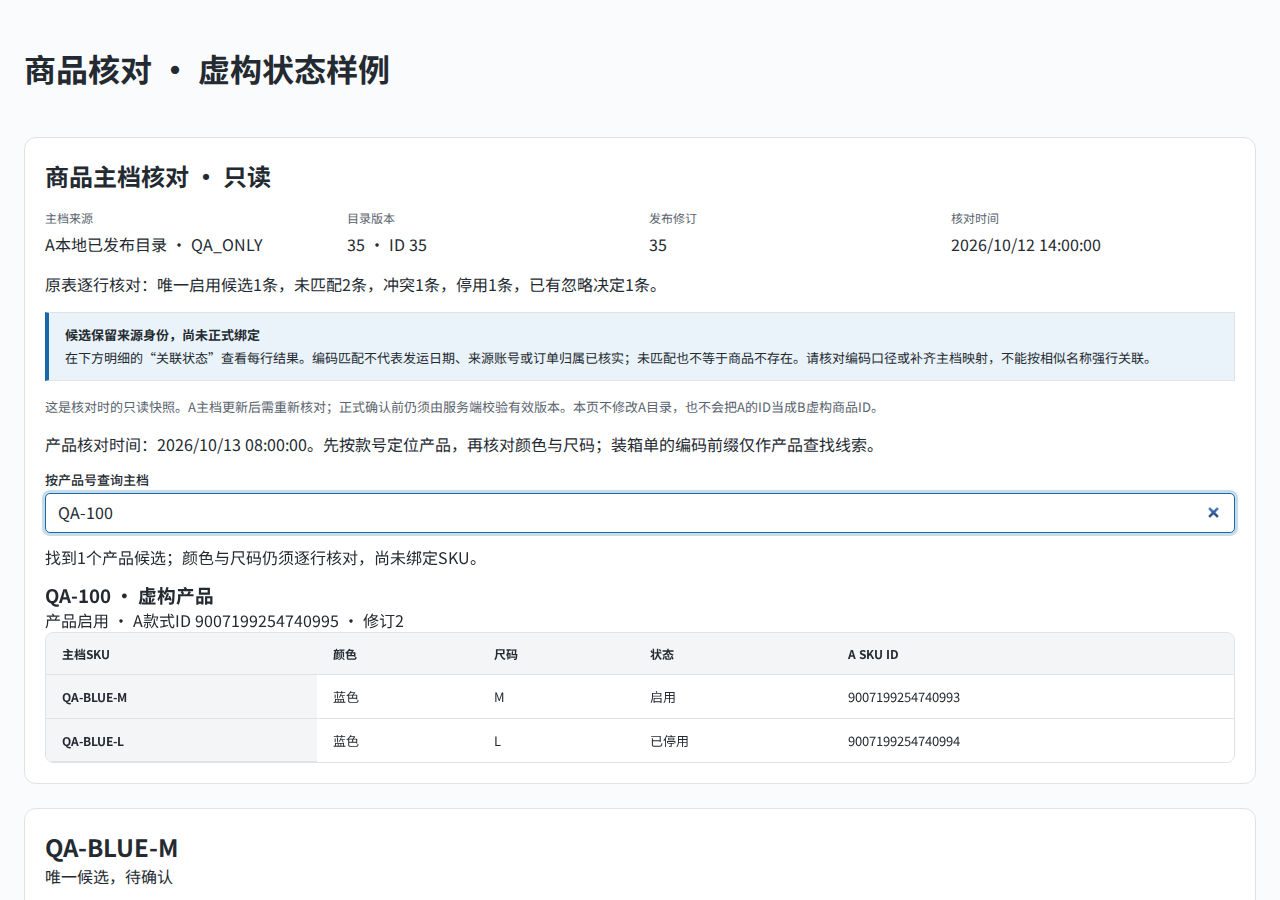 商品核对 · 虚构状态样例
商品主档核对 · 只读
主档来源
目录版本
发布修订
核对时间
A本地已发布目录 · QA_ONLY
35 · ID 35
35
2026/10/12 14:00:00
原表逐行核对：唯一启用候选1条，未匹配2条，冲突1条，停用1条，已有忽略决定1条。
候选保留来源身份，尚未正式绑定
在下方明细的“关联状态”查看每行结果。编码匹配不代表发运日期、来源账号或订单归属已核实；未匹配也不等于商品不存在。请核对编码口径或补齐主档映射，不能按相似名称强行关联。
这是核对时的只读快照。A主档更新后需重新核对；正式确认前仍须由服务端校验有效版本。本页不修改A目录，也不会把A的ID当成B虚构商品ID。
产品核对时间：2026/10/13 08:00:00。先按款号定位产品，再核对颜色与尺码；装箱单的编码前缀仅作产品查找线索。
按产品号查询主档
QA-100
找到1个产品候选；颜色与尺码仍须逐行核对，尚未绑定SKU。
QA-100 · 虚构产品
产品启用 · A款式ID 9007199254740995 · 修订2
主档SKU 颜色 尺码 状态 A SKU ID
QA-BLUE-M 蓝色 M 启用 9007199254740993
QA-BLUE-L 蓝色 L 已停用 9007199254740994
QA-BLUE-M
唯一候选，待确认